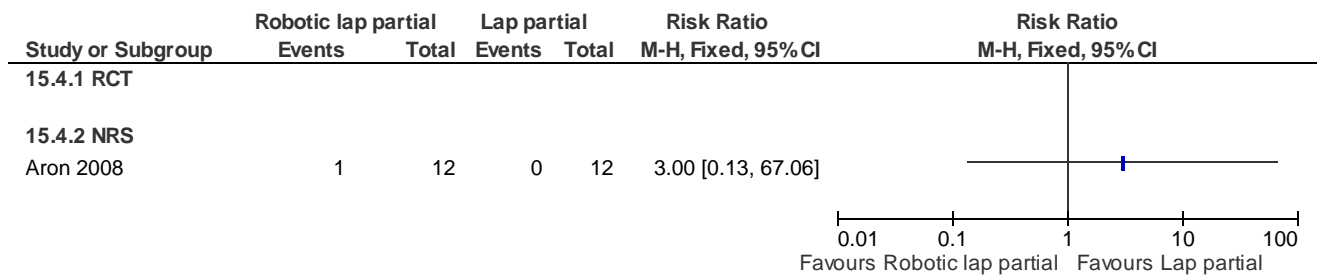 Robotic lap partial Lap partial Risk Ratio Risk Ratio
Study or Subgroup Events Total Events Total M-H, Fixed, 95% CI M-H, Fixed, 95% CI
15.4.1 RCT
15.4.2 NRS
Aron 2008 1 12 0 12 3.00 [0.13, 67.06]
0.01 0.1 1 10 100
Favours Robotic lap partial Favours Lap partial